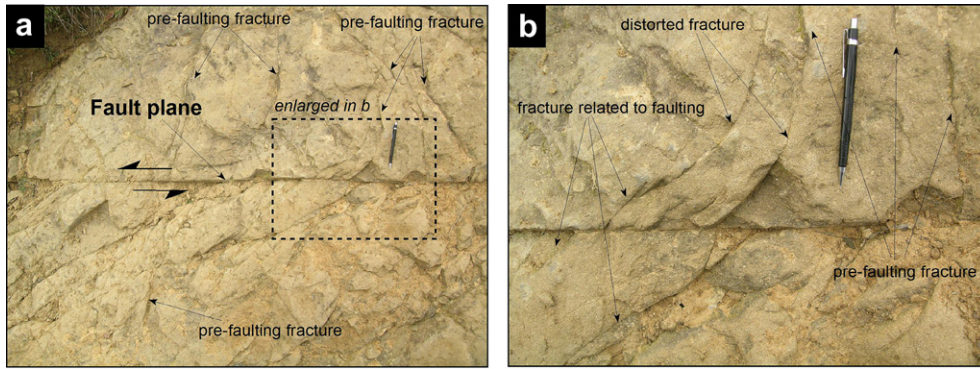 a
pre-faulting fracture
pre-faulting fracture
Fault plane
enlarged in b
pre-faulting fracture
b
distorted fracture
fracture related to faulting
pre-faulting fracture